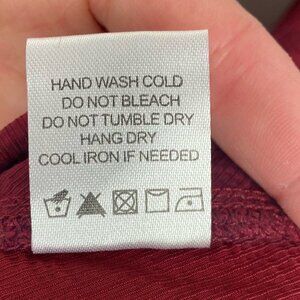 HAND WASH COLD
DO NOT BLEACH
DO NOT TUMBLE DRY
HANG DRY
COOL IRON IF NEEDED